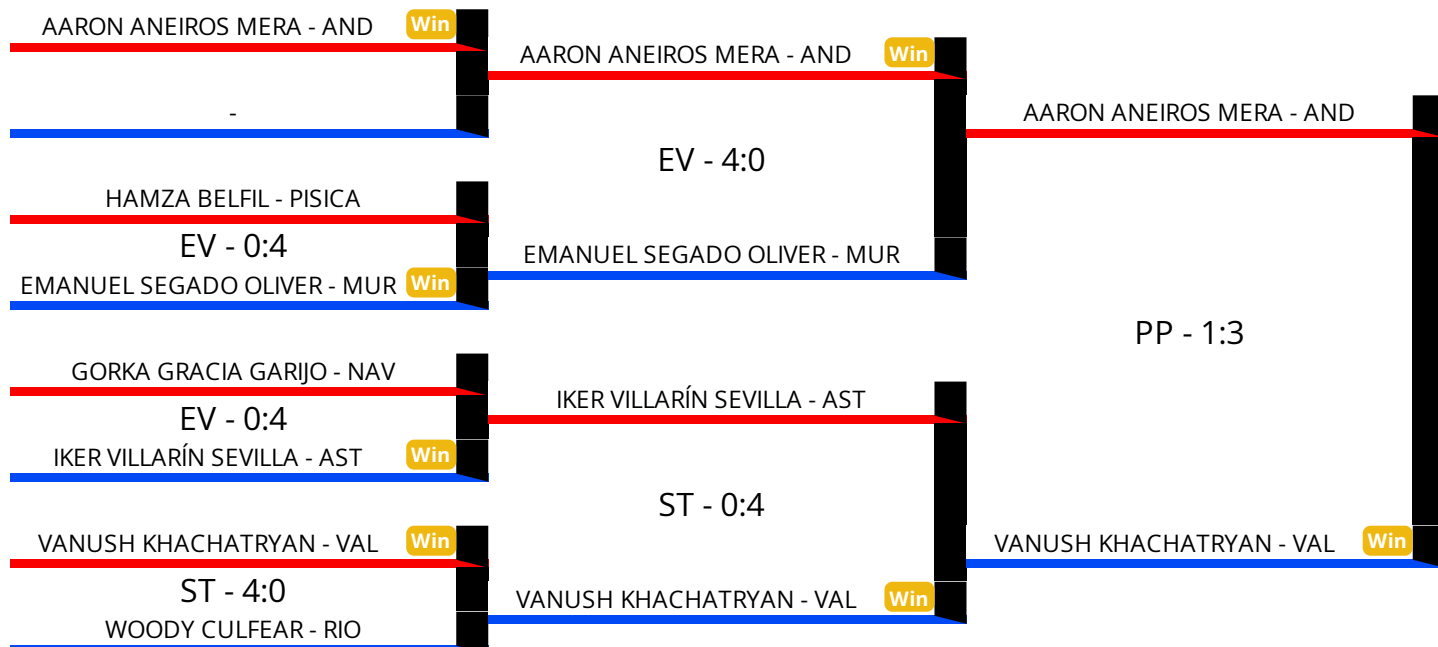 AARON ANEIROS MERA - AND Win
-
HAMZA BELFIL - PISICA
EV - 0:4
EMANUEL SEGADO OLIVER - MUR Win
GORKA GRACIA GARIJO - NAV
EV - 0:4
IKER VILLARÍN SEVILLA - AST Win
VANUSH KHACHATRYAN - VAL Win
ST - 4:0
WOODY CULFEAR - RIO
AARON ANEIROS MERA - AND Win
EV - 4:0
EMANUEL SEGADO OLIVER - MUR
IKER VILLARÍN SEVILLA - AST
ST - 0:4
VANUSH KHACHATRYAN - VAL Win
AARON ANEIROS MERA - AND
PP - 1:3
VANUSH KHACHATRYAN - VAL Win